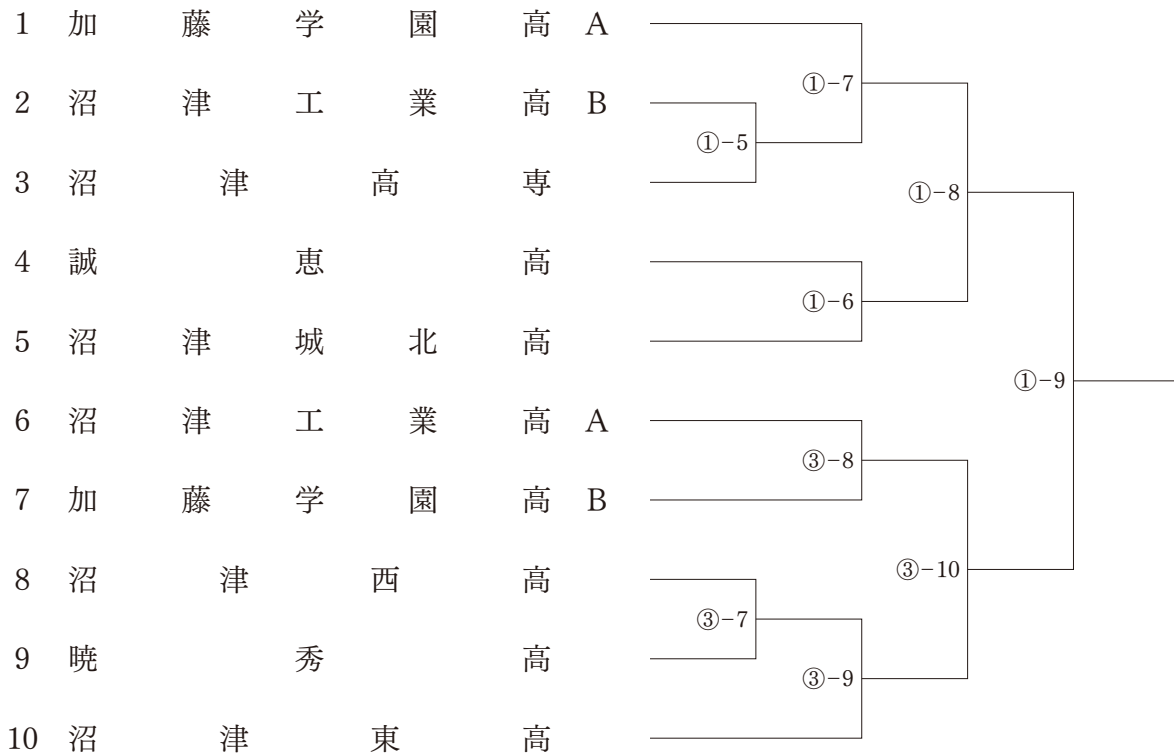 1 加藤学園高 A
①-7
2 沼津工業高 B
①-5
3 沼津高専
①-8
4 誠恵高
①-6
5 沼津城北高
①-9
6 沼津工業高 A
③-8
7 加藤学園高 B
8 沼津西高
③-10
③-7
9 暁秀高
③-9
10 沼津東高